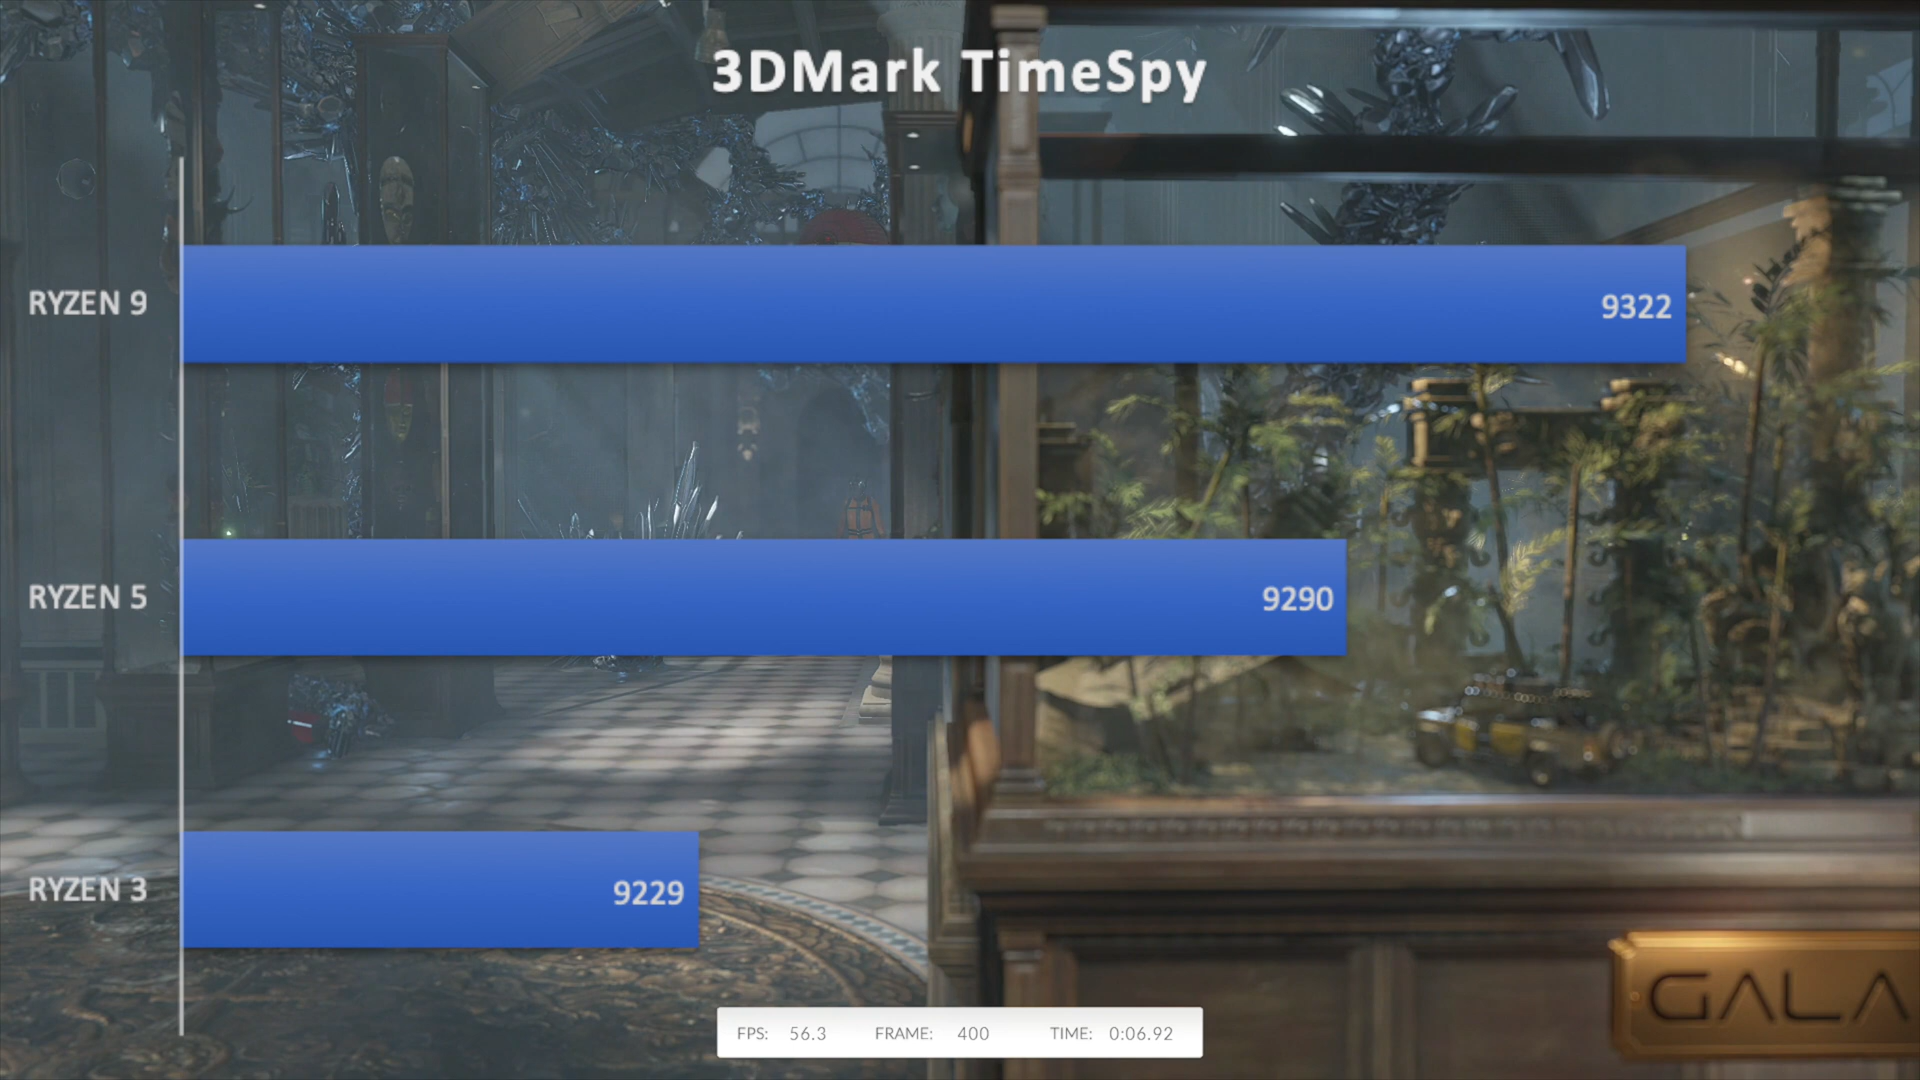 3DMark TimeSpy
RYZEN 9 9322
RYZEN 5 9290
RYZEN 3 9229
GALA
FPS: 56.3 FRAME: 400 TIME: 0:06.92